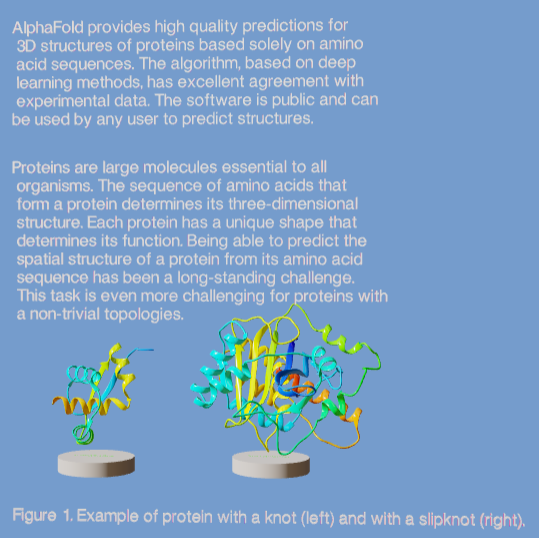 AlphaFold provides high quality predictions for
3D structures of proteins based solely on amino
acid sequences. The algorithm, based on deep
learning methods, has excellent agreement with
experimental data. The software is public and can
be used by any user to predict structures.
Proteins are large molecules essential to all
organisms. The sequence of amino acids that
form a protein determines its three-dimensional
structure. Each protein has a unique shape that
determines its function. Being able to predict the
spatial structure of a protein from its amino acid
sequence has been a long-standing challenge.
This task is even more challenging for proteins with
a non-trivial topologies.
Figure 1. Example of protein with a knot (left) and with a slipknot (right).